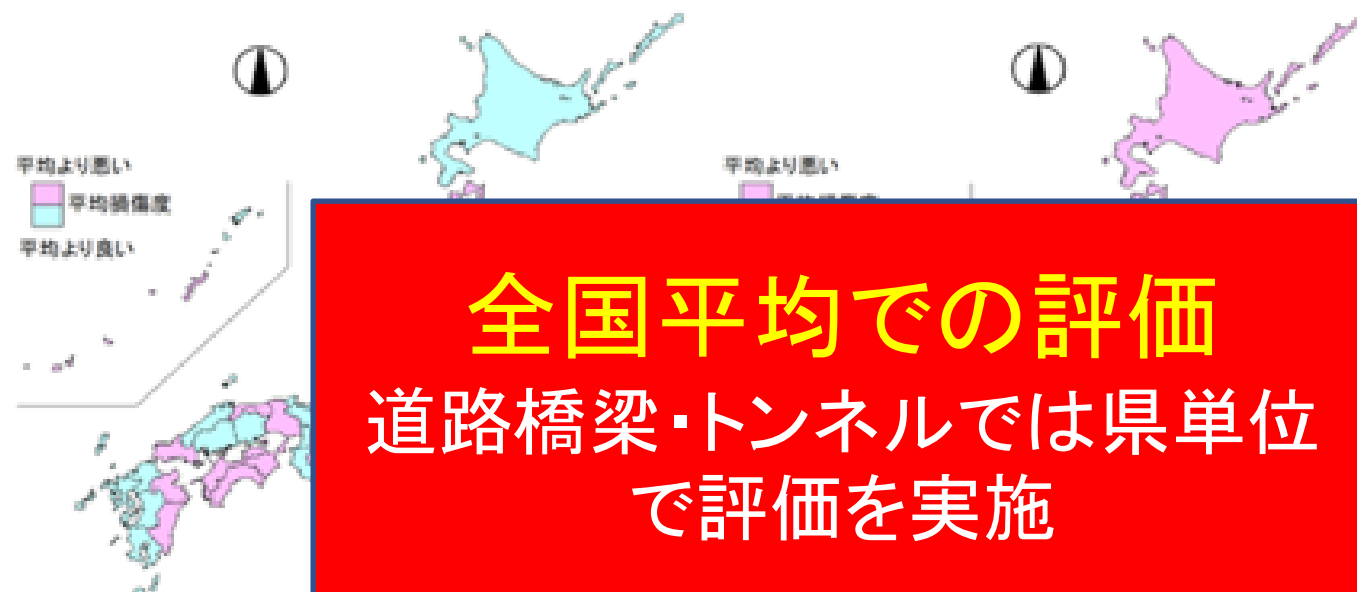 平均より悪い
平均損傷度
平均より良い
平均より悪い
全国平均での評価
道路橋梁・トンネルでは県単位
で評価を実施